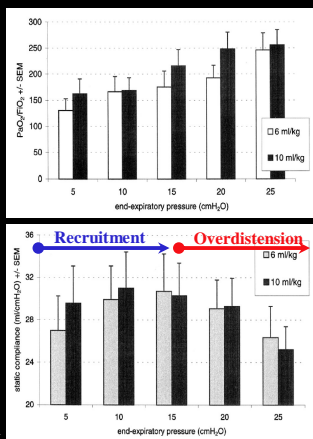 300
250
200
150
100
50
0
PaO2/FiO2 +/- SEM
6 ml/kg
10 ml/kg
5 10 15 20 25
end-expiratory pressure (cmH2O)
36
32
28
24
20
static compliance (ml/cmH2O) +/- SEM
Recruitment Overdistension
6 ml/kg
10 ml/kg
5 10 15 20 25
end-expiratory pressure (cmH2O)